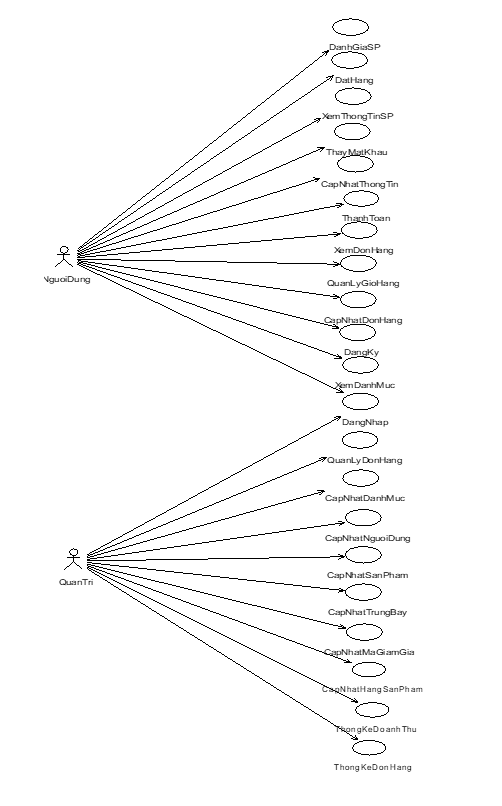 DanhGiaSP
DatHang
XemThongTinSP
ThayMatKhau
CapNhatThongTin
ThanhToan
XemDonHang
NguoiDung
QuanLyGioHang
CapNhatDonHang
DangKy
XemDanhMuc
DangNhap
QuanLyDonHang
CapNhatDanhMuc
CapNhatNguoiDung
CapNhatSanPham
QuanTri
CapNhatTrungBay
CapNhatMaGiamGia
CapNhatHangSanPham
ThongKeDoanhThu
ThongKeDonHang